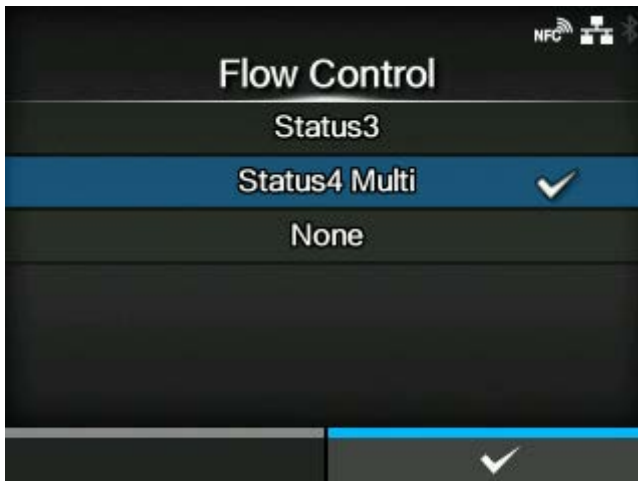 NFC
Flow Control
Status3
Status4 Multi
None